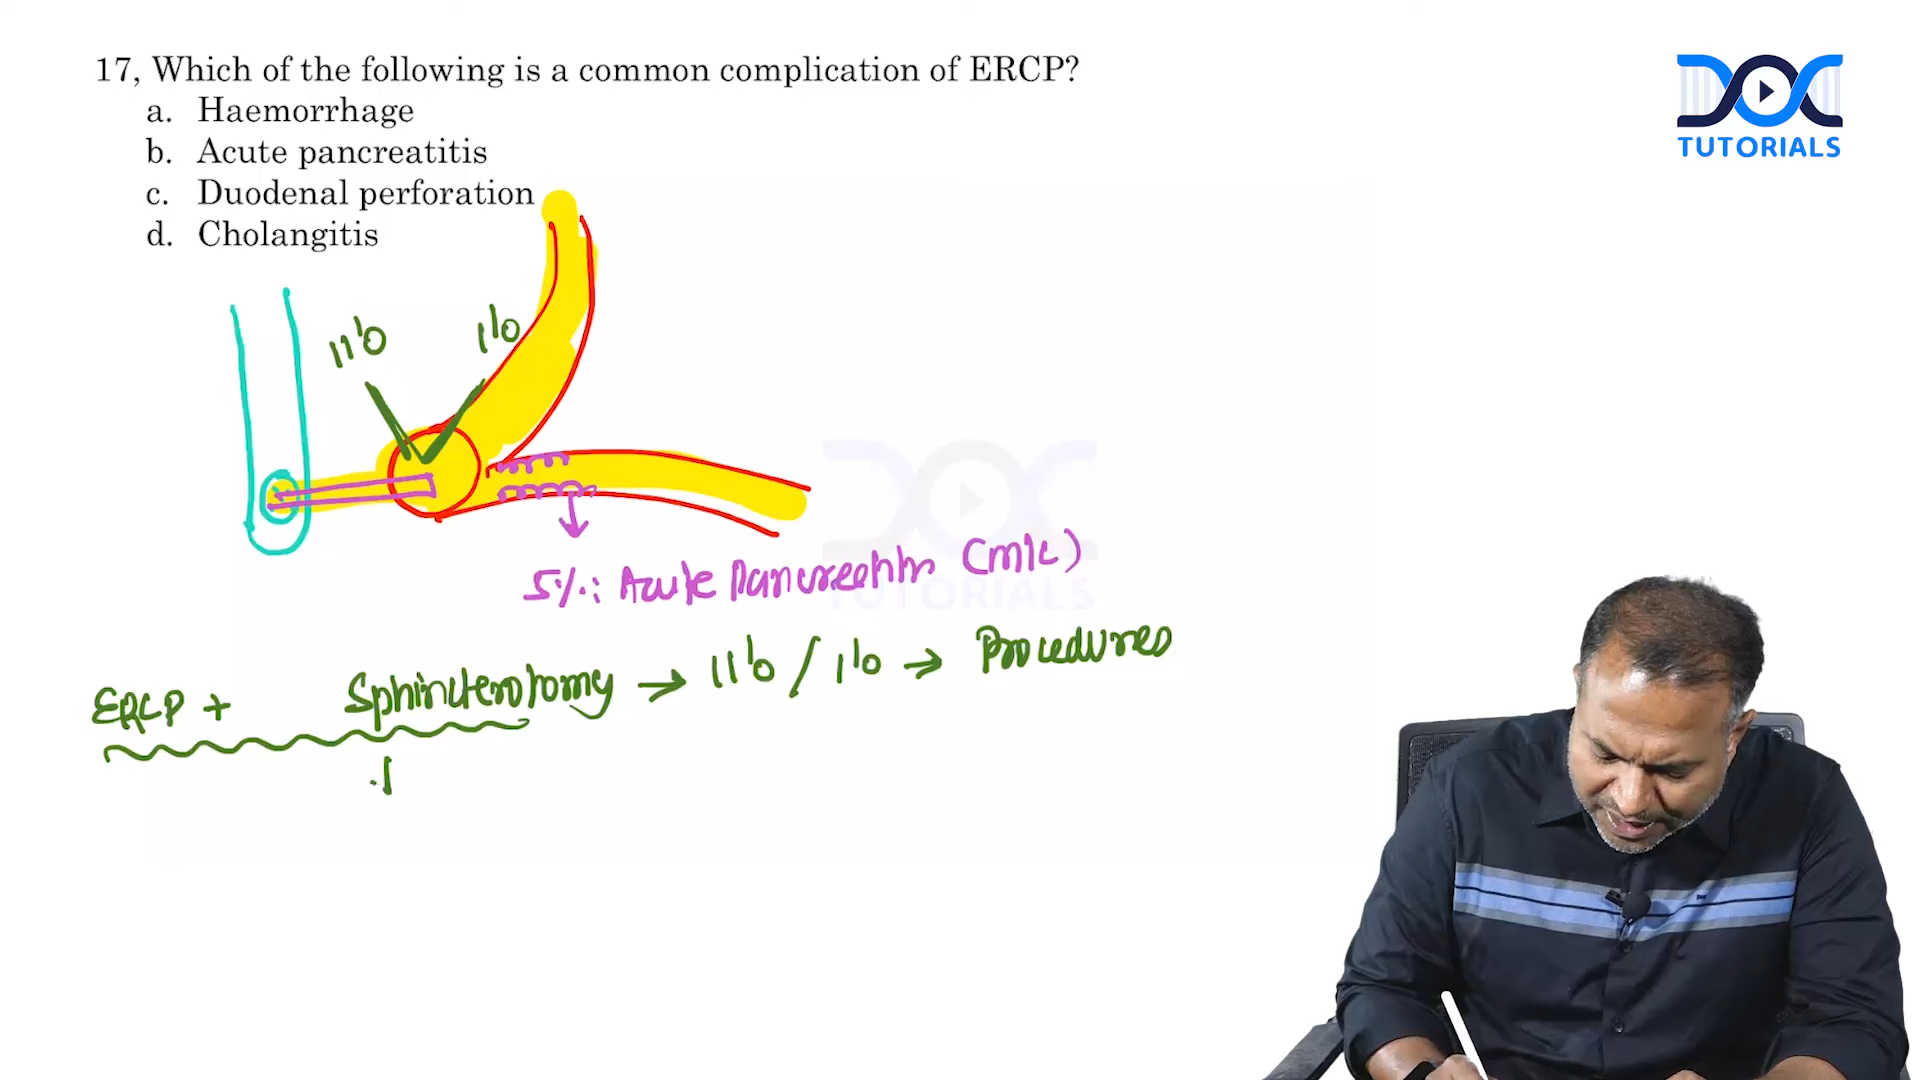 17, Which of the following is a common complication of ERCP?
a. Haemorrhage
b. Acute pancreatitis
c. Duodenal perforation
d. Cholangitis
DOC
TUTORIALS
11'0 1'0
5%: Acute Pancreatitis (m/c)
TUTORIALS
ERCP + Sphincterotomy → 11'0 / 1'0 → Procedures